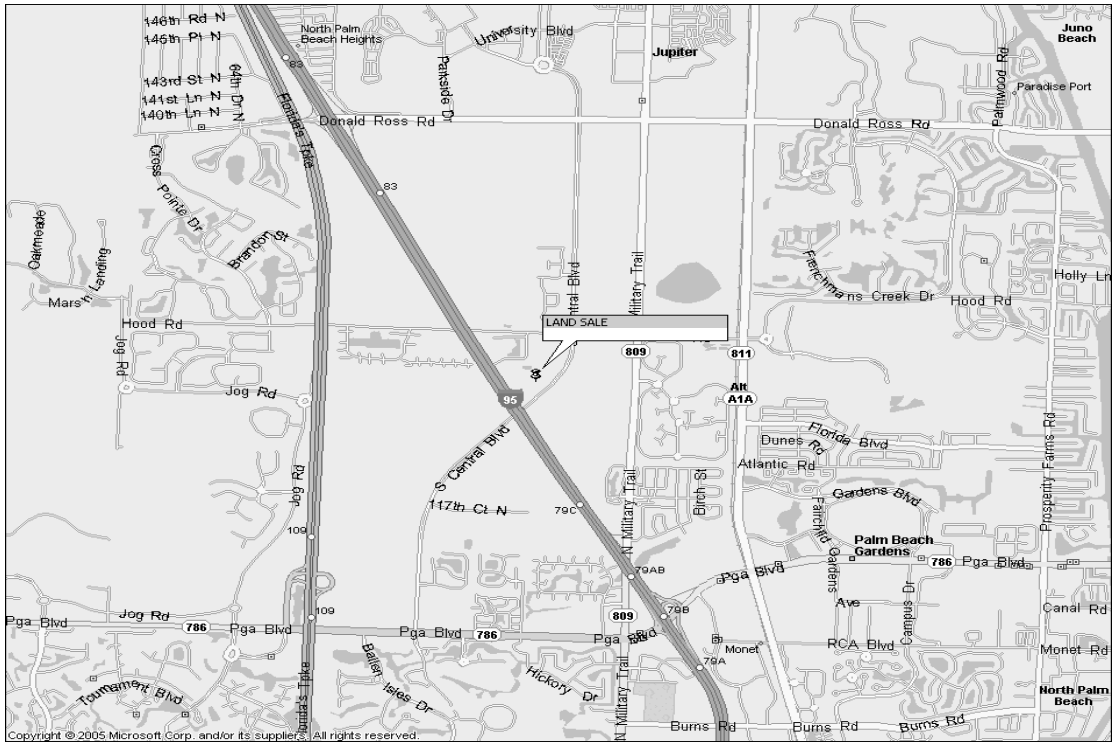 146th Rd N
North Palm
Beach Heights
University Blvd
Juno
Beach
145th Pl N
Jupiter
83
Parkside Dr
Palmwood Rd
143rd St N
64th Dr N
Paradise Port
141st Ln N
140th Ln N
Florida's Tpke
Donald Ross Rd
Donald Ross Rd
Cross
Pointe Dr
83
Oakmeade
Brandon St
Landing
Frenchmans Creek Dr
Holly Ln
Hood Rd
Military Trail
Hood Rd
LAND SALE
809
811
Jog Rd
Jog Rd
95
Alt
A1A
Florida Blvd
Dunes Rd
S Central Blvd
Atlantic Rd
Prosperity Farms Rd
Jog Rd
Birch St
Gardens Blvd
117th Ct N
79C
N Military Trail
Fairchild Gardens
109
Palm Beach
Gardens
786
Pga Blvd
79AB
Pga Blvd
Ave
Campus Dr
Canal Rd
Jog Rd
109
809
79B
Pga Blvd
786
Pga Blvd
Pga Blvd
786
Pga Blvd
Monet
RCA Blvd
Monet Rd
79A
Ballen Isles Dr
Hickory Dr
Tournament Blvd
N Military Trail
North Palm
Beach
Burns Rd
Burns Rd
Burns Rd
Copyright © 2005 Microsoft Corp. and/or its suppliers. All rights reserved.